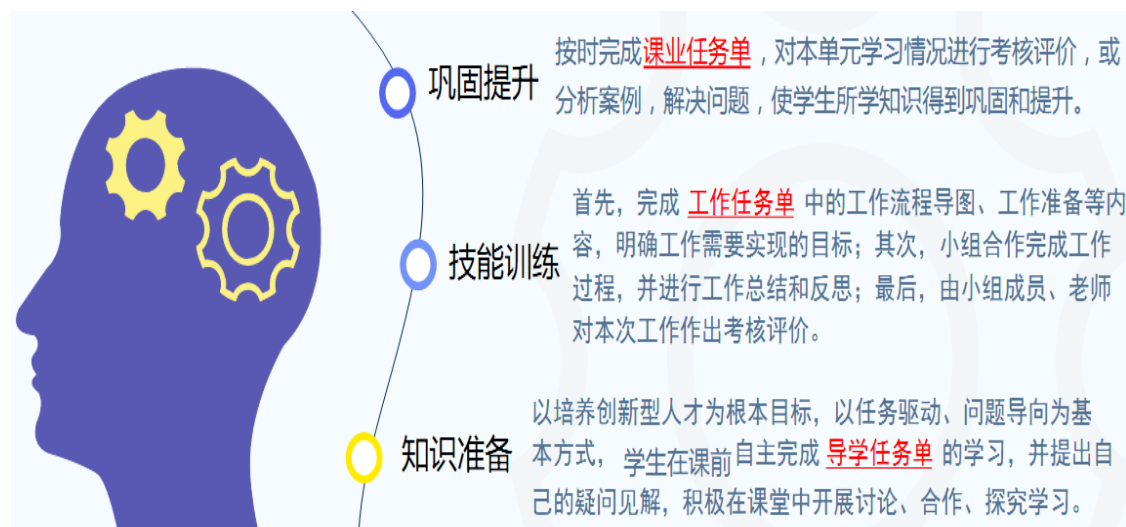 巩固提升
按时完成课业任务单，对本单元学习情况进行考核评价，或
分析案例，解决问题，使学生所学知识得到巩固和提升。
技能训练
首先，完成 工作任务单 中的工作流程导图、工作准备等内
容，明确工作需要实现的目标；其次，小组合作完成工作
过程，并进行工作总结和反思；最后，由小组成员、老师
对本次工作作出考核评价。
知识准备
以培养创新型人才为根本目标，以任务驱动、问题导向为基
本方式，学生在课前自主完成 导学任务单 的学习，并提出自
己的疑问见解，积极在课堂中开展讨论、合作、探究学习。